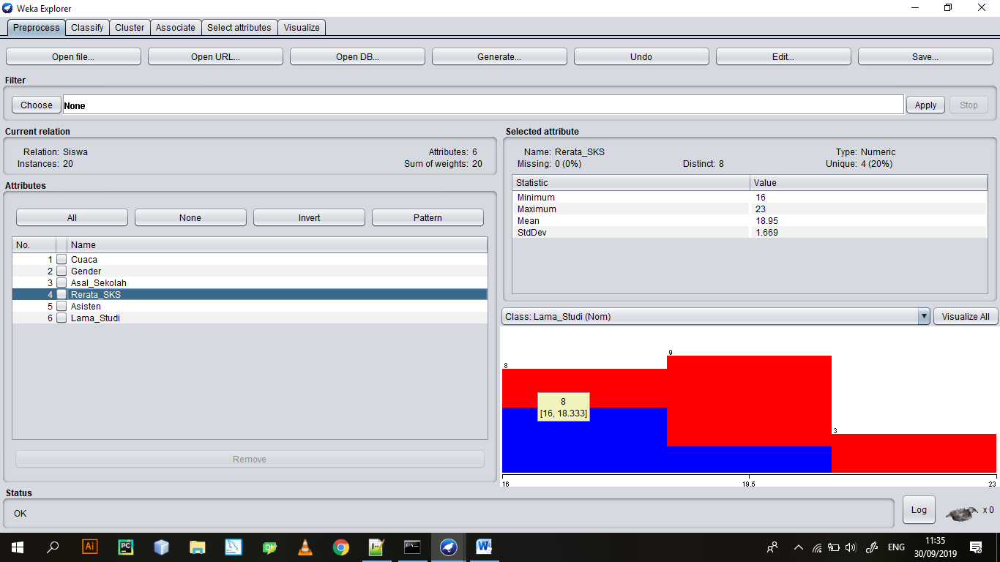 Weka Explorer
Preprocess Classify Cluster Associate Select attributes Visualize
Open file... Open URL... Open DB... Generate... Undo Edit... Save...
Filter
Choose None Apply Stop
Current relation
Relation: Siswa Attributes: 6
Instances: 20 Sum of weights: 20
Attributes
All None Invert Pattern
No. Name
1 Cuaca
2 Gender
3 Asal_Sekolah
4 Rerata_SKS
5 Asisten
6 Lama_Studi
Remove
Selected attribute
Name: Rerata_SKS Type: Numeric
Missing: 0 (0%) Distinct: 8 Unique: 4 (20%)
Statistic Value
Minimum 16
Maximum 23
Mean 18.95
StdDev 1.669
Class: Lama_Studi (Nom) Visualize All
9
8
8
[16, 18.333]
3
16 19.5 23
Status
OK
Log x 0
Ai PC Qt W ENG 11:35
30/09/2019